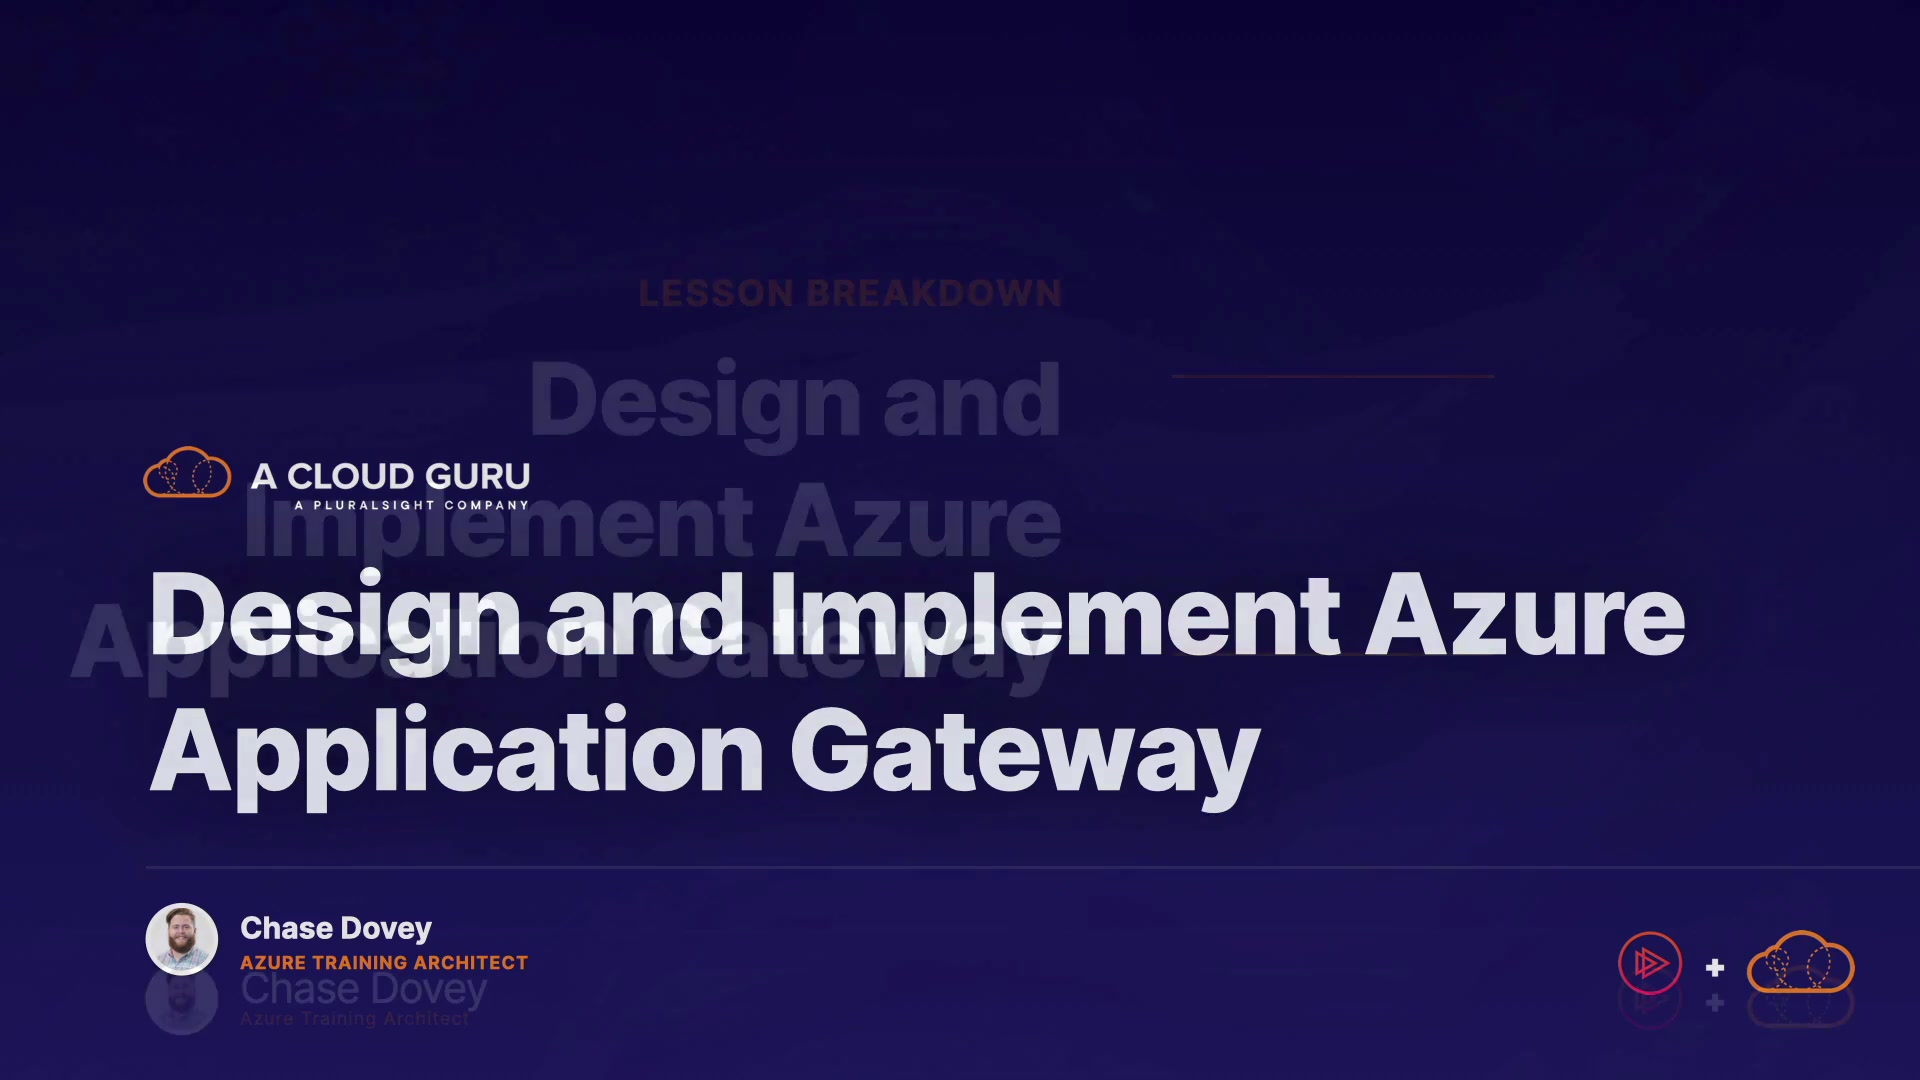 LESSON BREAKDOWN
Design and
Implement Azure
Application Gateway
A CLOUD GURU
A PLURALSIGHT COMPANY
Design and Implement Azure
Application Gateway
Chase Dovey
AZURE TRAINING ARCHITECT
Chase Dovey
Azure Training Architect